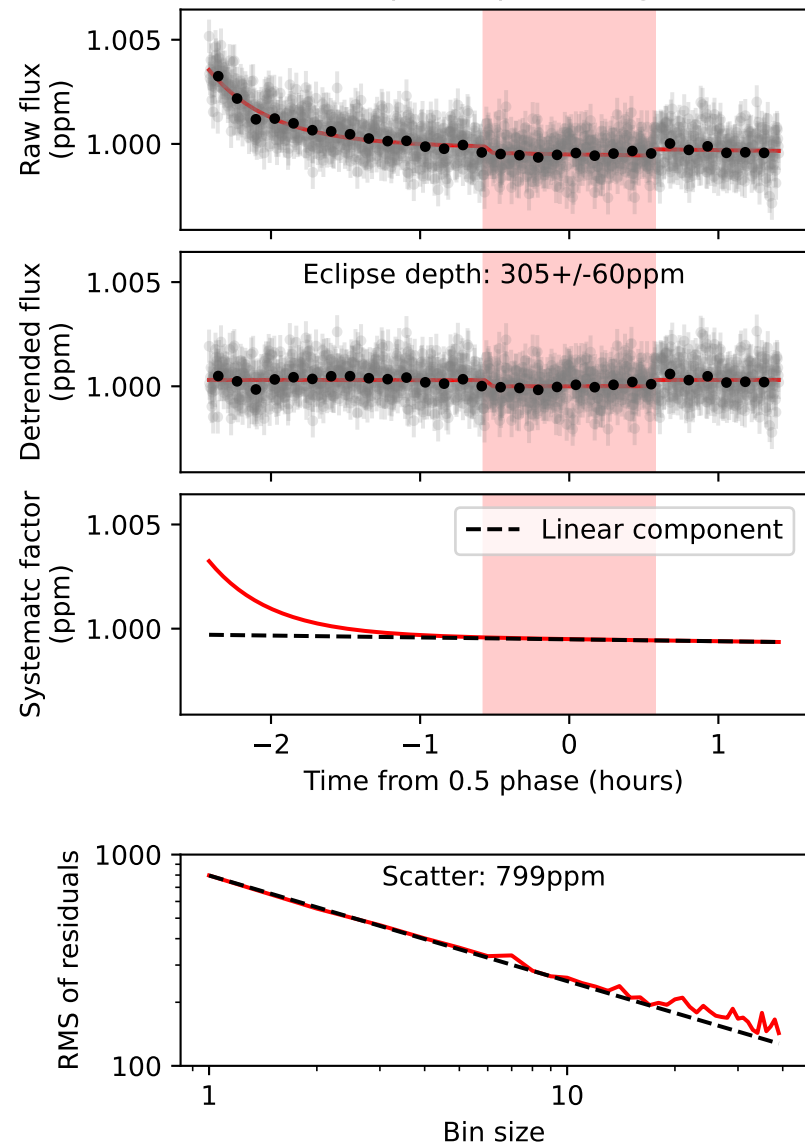 1.005
1.000
Raw flux
(ppm)
Eclipse depth: 305+/-60ppm
1.005
1.000
Detrended flux
(ppm)
Linear component
1.005
1.000
Systematc factor
(ppm)
−2
−1
0
1
Time from 0.5 phase (hours)
1000
Scatter: 799ppm
RMS of residuals
100
1
10
Bin size